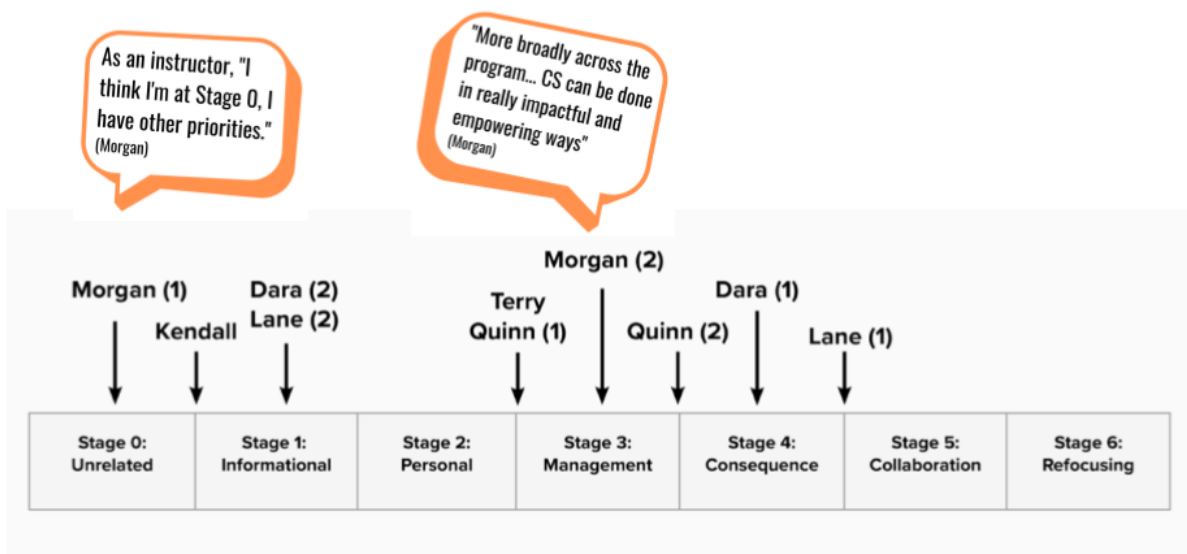 As an instructor, "I
think I'm at Stage 0, I
have other priorities."
(Morgan)
"More broadly across the
program... CS can be done
in really impactful and
empowering ways"
(Morgan)
Morgan (1)
Kendall
Dara (2)
Lane (2)
Terry
Quinn (1)
Morgan (2)
Quinn (2)
Dara (1)
Lane (1)
Stage 0:
Unrelated
Stage 1:
Informational
Stage 2:
Personal
Stage 3:
Management
Stage 4:
Consequence
Stage 5:
Collaboration
Stage 6:
Refocusing